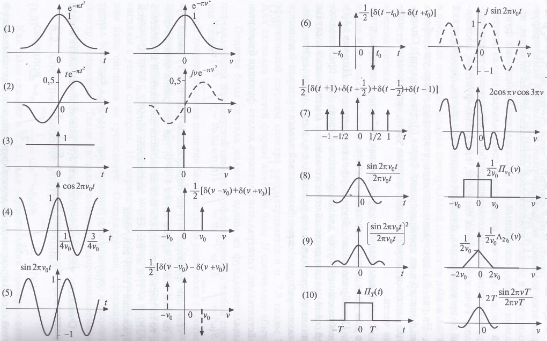 (1) e^{-πt²} 1 0 t e^{-πν²} 1 0 ν
(2) 0,5 te^{-πt²} 0 t 0,5 jνe^{-πν²} 0 ν
(3) 1 t 0 ν
(4) cos 2πν₀t 1 0 1/4ν₀ 3/4ν₀ t 1/2[δ(ν-ν₀)+δ(ν+ν₀)] -ν₀ 0 ν₀ ν
(5) sin 2πν₀t 1 0 -1 t 1/2[δ(ν-ν₀)-δ(ν+ν₀)] -ν₀ 0 ν₀ ν
(6) 1/2[δ(t-t₀)-δ(t+t₀)] -t₀ 0 t₀ t j sin 2πν₀t 1 0 -1 ν
(7) 1/2[δ(t+1)+δ(t-1/2)+δ(t-1/2)+δ(t-1)] -1 -1/2 0 1/2 1 t 2cosπν cos3πν 0 ν
(8) sin 2πν₀t/2πν₀t 0 t 1/2ν₀ Π_{ν₀}(ν) -ν₀ 0 ν₀ ν
(9) [sin 2πν₀t/2πν₀t]² 0 t 1/2ν₀ 1/2ν₀ Λ_{2ν₀}(ν) -2ν₀ 0 2ν₀ ν
(10) Π_T(t) -T 0 T t 2T sin 2πνT/2πνT 0 ν